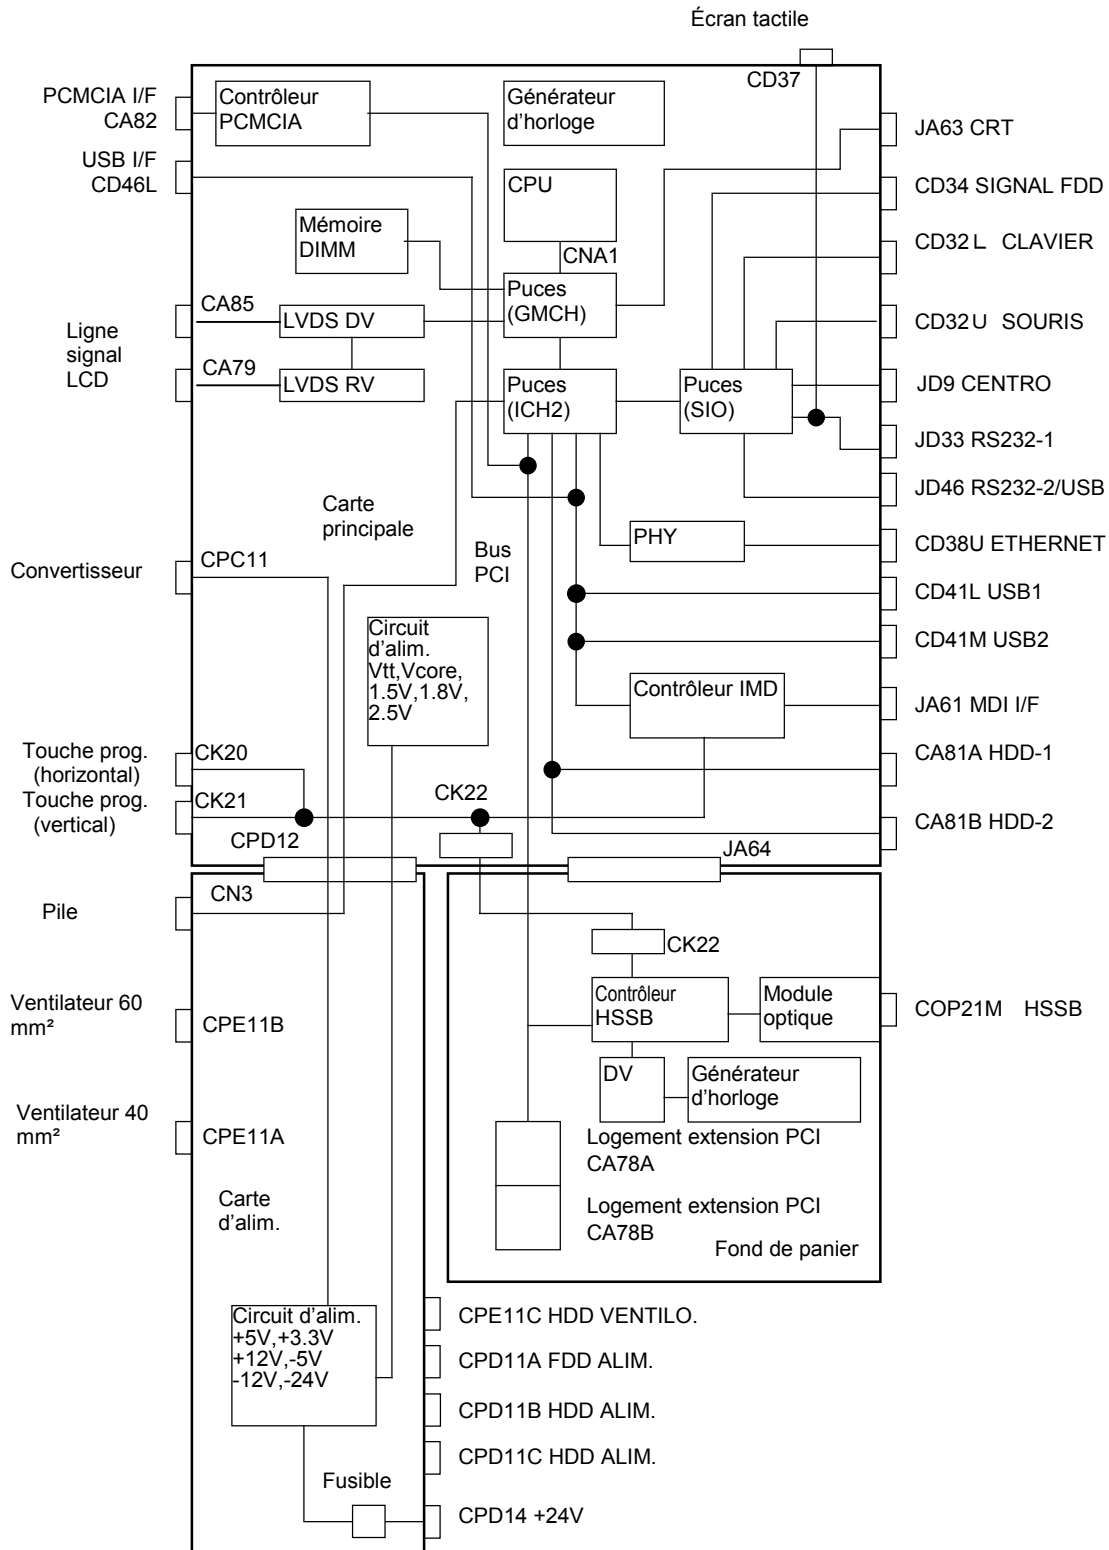 Écran tactile
CD37
PCMCIA I/F
CA82
Contrôleur
PCMCIA
Générateur
d'horloge
JA63 CRT
USB I/F
CD46L
CPU
CD34 SIGNAL FDD
Mémoire
DIMM
CNA1
CD32L CLAVIER
Puces
(GMCH)
CA85
LVDS DV
Ligne
signal
LCD
CD32U SOURIS
CA79
LVDS RV
Puces
(ICH2)
Puces
(SIO)
JD9 CENTRO
JD33 RS232-1
JD46 RS232-2/USB
Carte
principale
Bus
PCI
PHY
CD38U ETHERNET
Convertisseur
CPC11
CD41L USB1
Circuit
d'alim.
Vtt,Vcore,
1.5V,1.8V,
2.5V
CD41M USB2
Contrôleur IMD
JA61 MDI I/F
Touche prog.
(horizontal)
CK20
CA81A HDD-1
Touche prog.
(vertical)
CK21
CK22
CA81B HDD-2
CPD12
JA64
Pile
CN3
CK22
Ventilateur 60
mm²
CPE11B
Contrôleur
HSSB
Module
optique
COP21M HSSB
DV
Générateur
d'horloge
Ventilateur 40
mm²
CPE11A
Logement extension PCI
CA78A
Carte
d'alim.
Logement extension PCI
CA78B
Fond de panier
Circuit d'alim.
+5V,+3.3V
+12V,-5V
-12V,-24V
CPE11C HDD VENTILO.
CPD11A FDD ALIM.
CPD11B HDD ALIM.
CPD11C HDD ALIM.
Fusible
CPD14 +24V